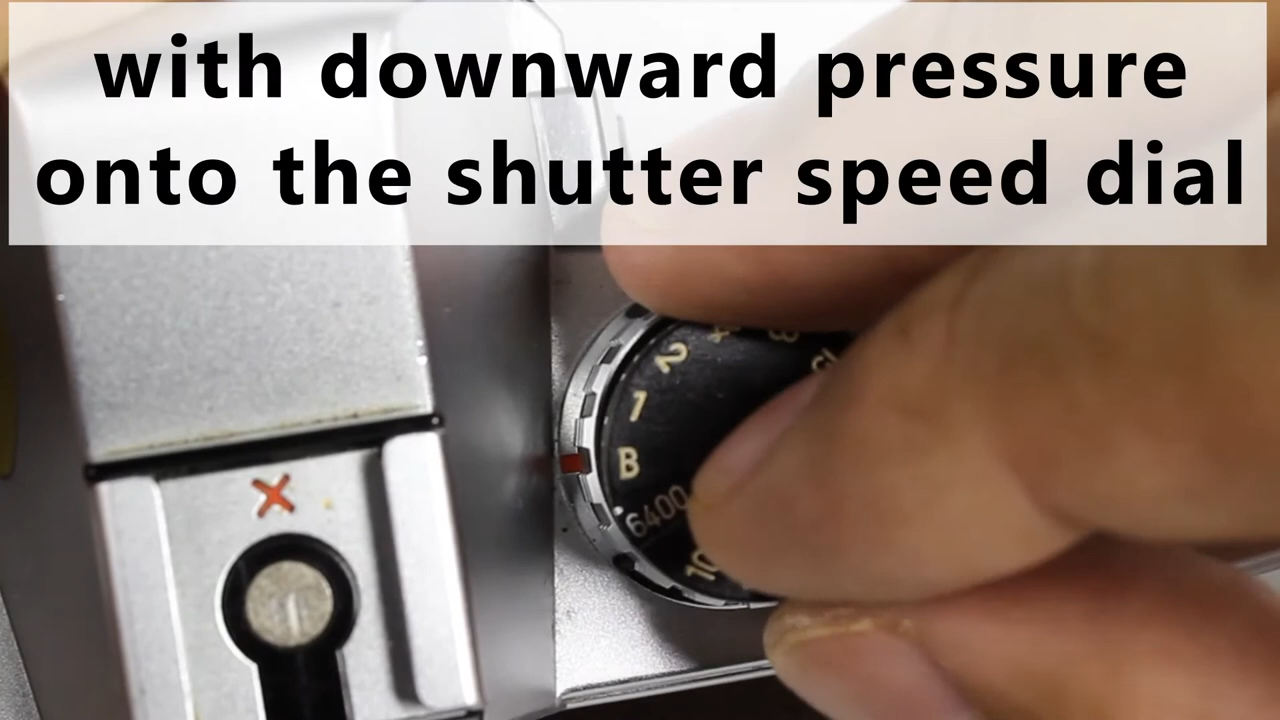 with downward pressure
onto the shutter speed dial
2
1
B
6400
X